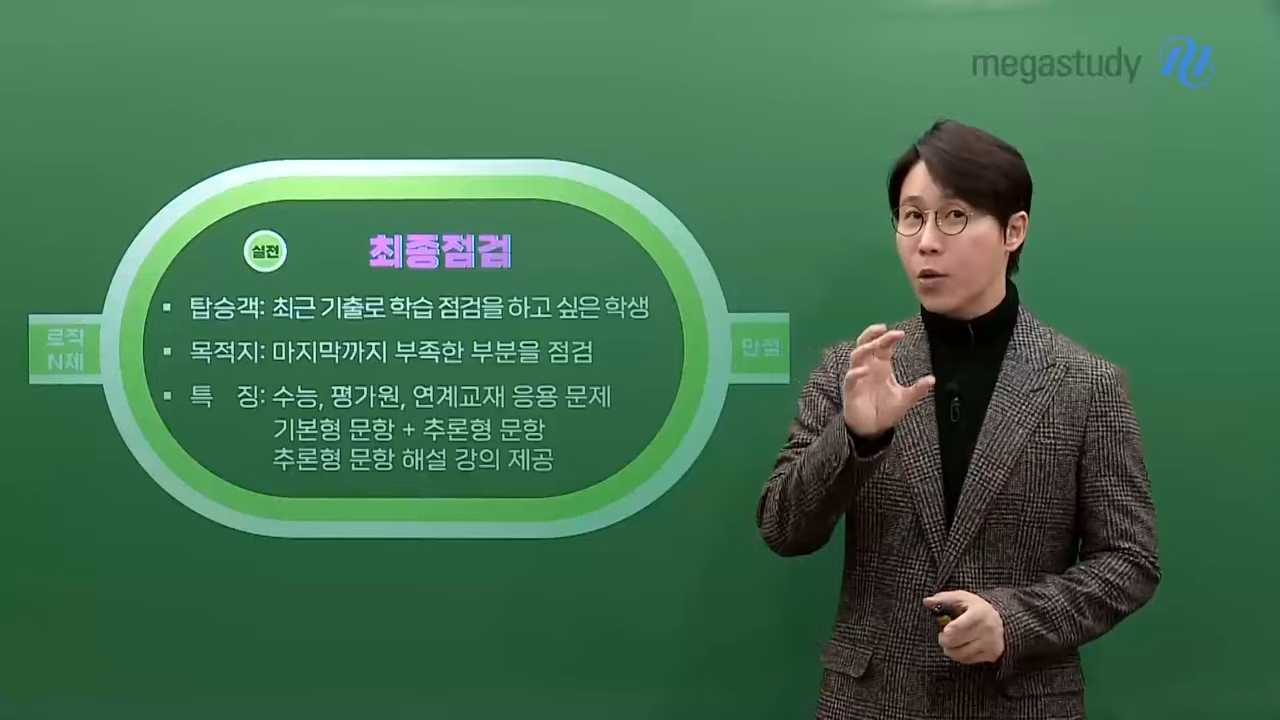 megastudy
실전
최종점검
▪ 탑승객: 최근 기출로 학습 점검을 하고 싶은 학생
▪ 목적지: 마지막까지 부족한 부분을 점검
▪ 특 징: 수능, 평가원, 연계교재 응용 문제
기본형 문항 + 추론형 문항
추론형 문항 해설 강의 제공
로직
N제
만점